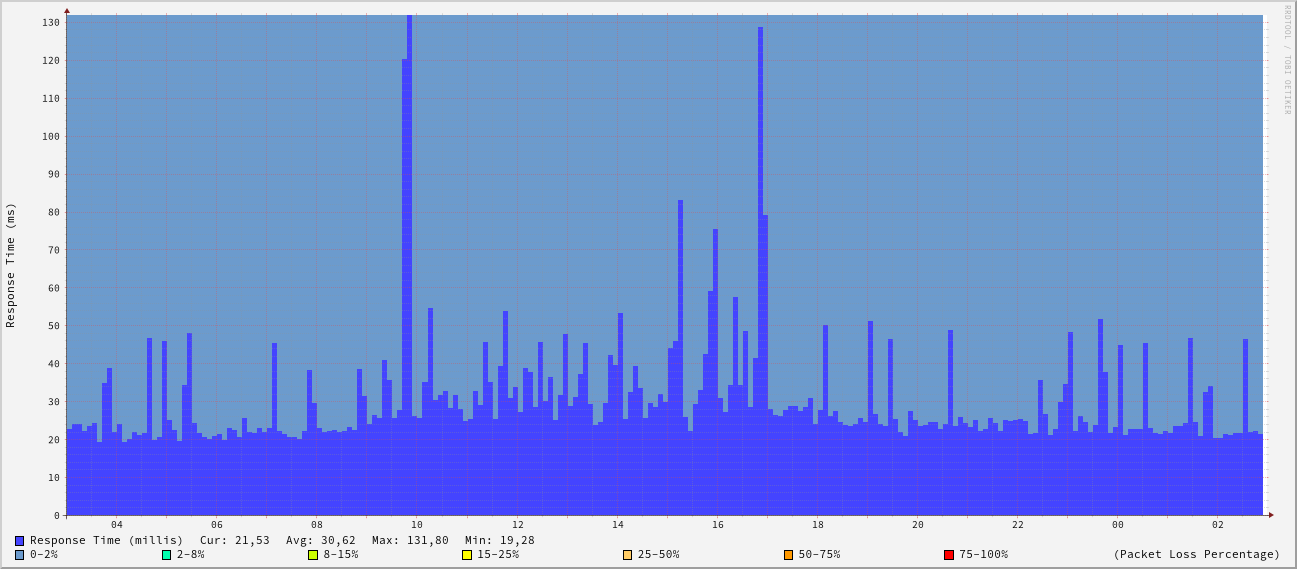 RRDTOOL / TOBI OETIKER
Response Time (ms)
130
120
110
100
90
80
70
60
50
40
30
20
10
0
04 06 08 10 12 14 16 18 20 22 00 02
Response Time (millis) Cur: 21,53 Avg: 30,62 Max: 131,80 Min: 19,28
0-2% 2-8% 8-15% 15-25% 25-50% 50-75% 75-100% (Packet Loss Percentage)